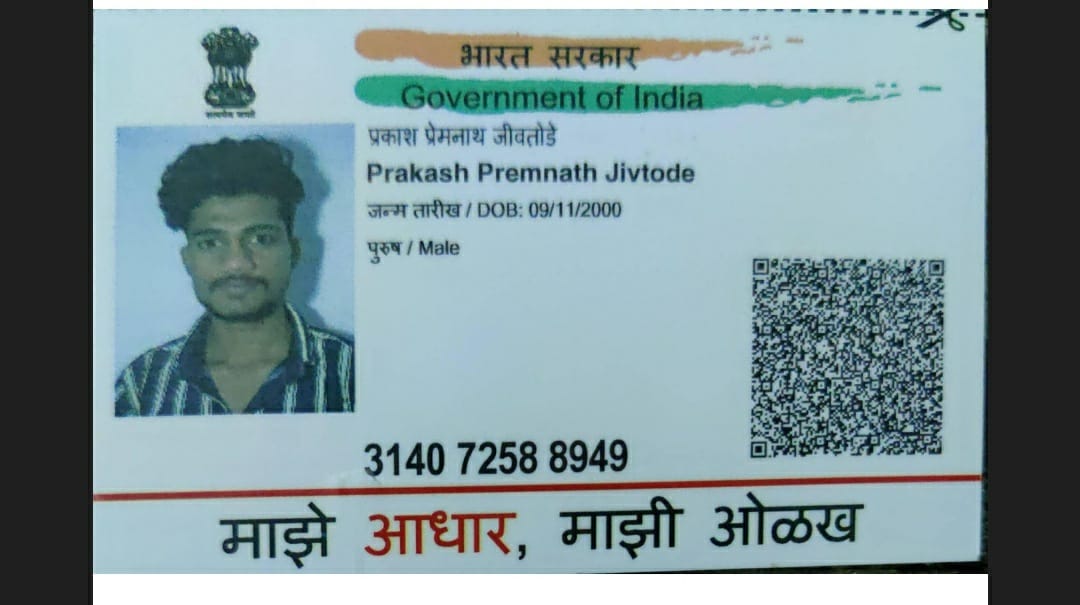 सत्यमेव जयते
भारत सरकार
Government of India
प्रकाश प्रेमनाथ जीवतोडे
Prakash Premnath Jivtode
जन्म तारीख / DOB: 09/11/2000
पुरुष / Male
3140 7258 8949
माझे आधार, माझी ओळख